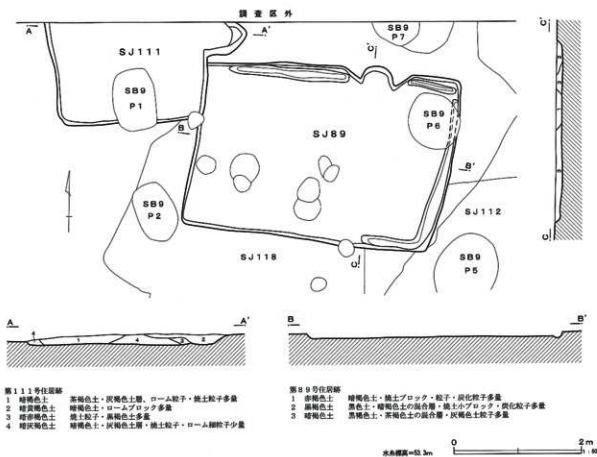 調査区外
A
A'
SJ111
SB9
P1
SB9
P7
C'
SB9
P6
SJ89
B
B'
SB9
P2
SJ112
SJ118
C
SB9
P5
C'
C
A
A'
4
1
4
3
2
B
B'
第111号住居跡
1 暗褐色土 茶褐色土・灰褐色土層、ローム粒子・焼土粒子多量
2 暗黄褐色土 暗褐色土・ロームブロック多量
3 暗赤褐色土 焼土粒子・黒褐色土多量
4 暗灰褐色土 暗褐色土・灰褐色土層・焼土粒子・ローム細粒子少量
第89号住居跡
1 赤褐色土 暗褐色土・焼土ブロック・粒子・炭化粒子多量
2 黒褐色土 黒色土・暗褐色土の混合層・焼土小ブロック・炭化粒子多量
3 暗褐色土 黒褐色土・茶褐色土の混合層・灰褐色土粒子多量
水糸標高=53.3m
0 2m
1:60